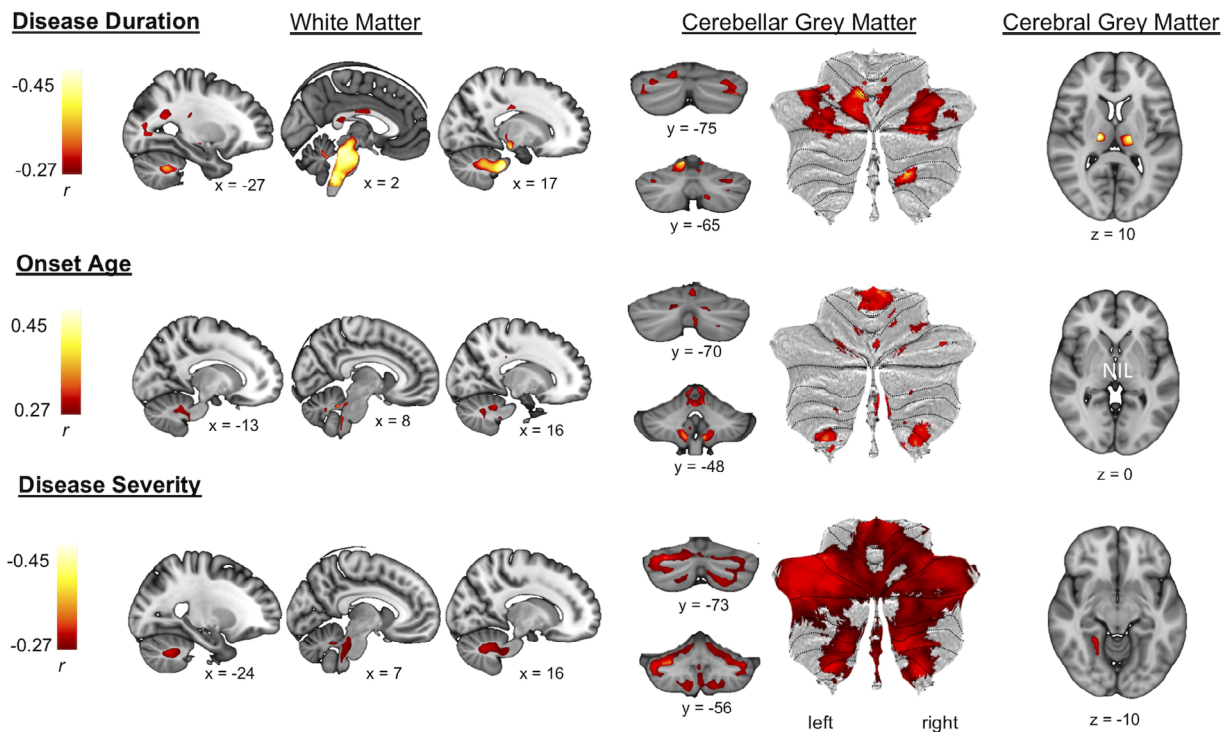 Disease Duration
White Matter
Cerebellar Grey Matter
Cerebral Grey Matter
-0.45
-0.27
r
x = -27
x = 2
x = 17
y = -75
y = -65
z = 10
Onset Age
0.45
0.27
r
x = -13
x = 8
x = 16
y = -70
y = -48
NIL
z = 0
Disease Severity
-0.45
-0.27
r
x = -24
x = 7
x = 16
y = -73
y = -56
left
right
z = -10